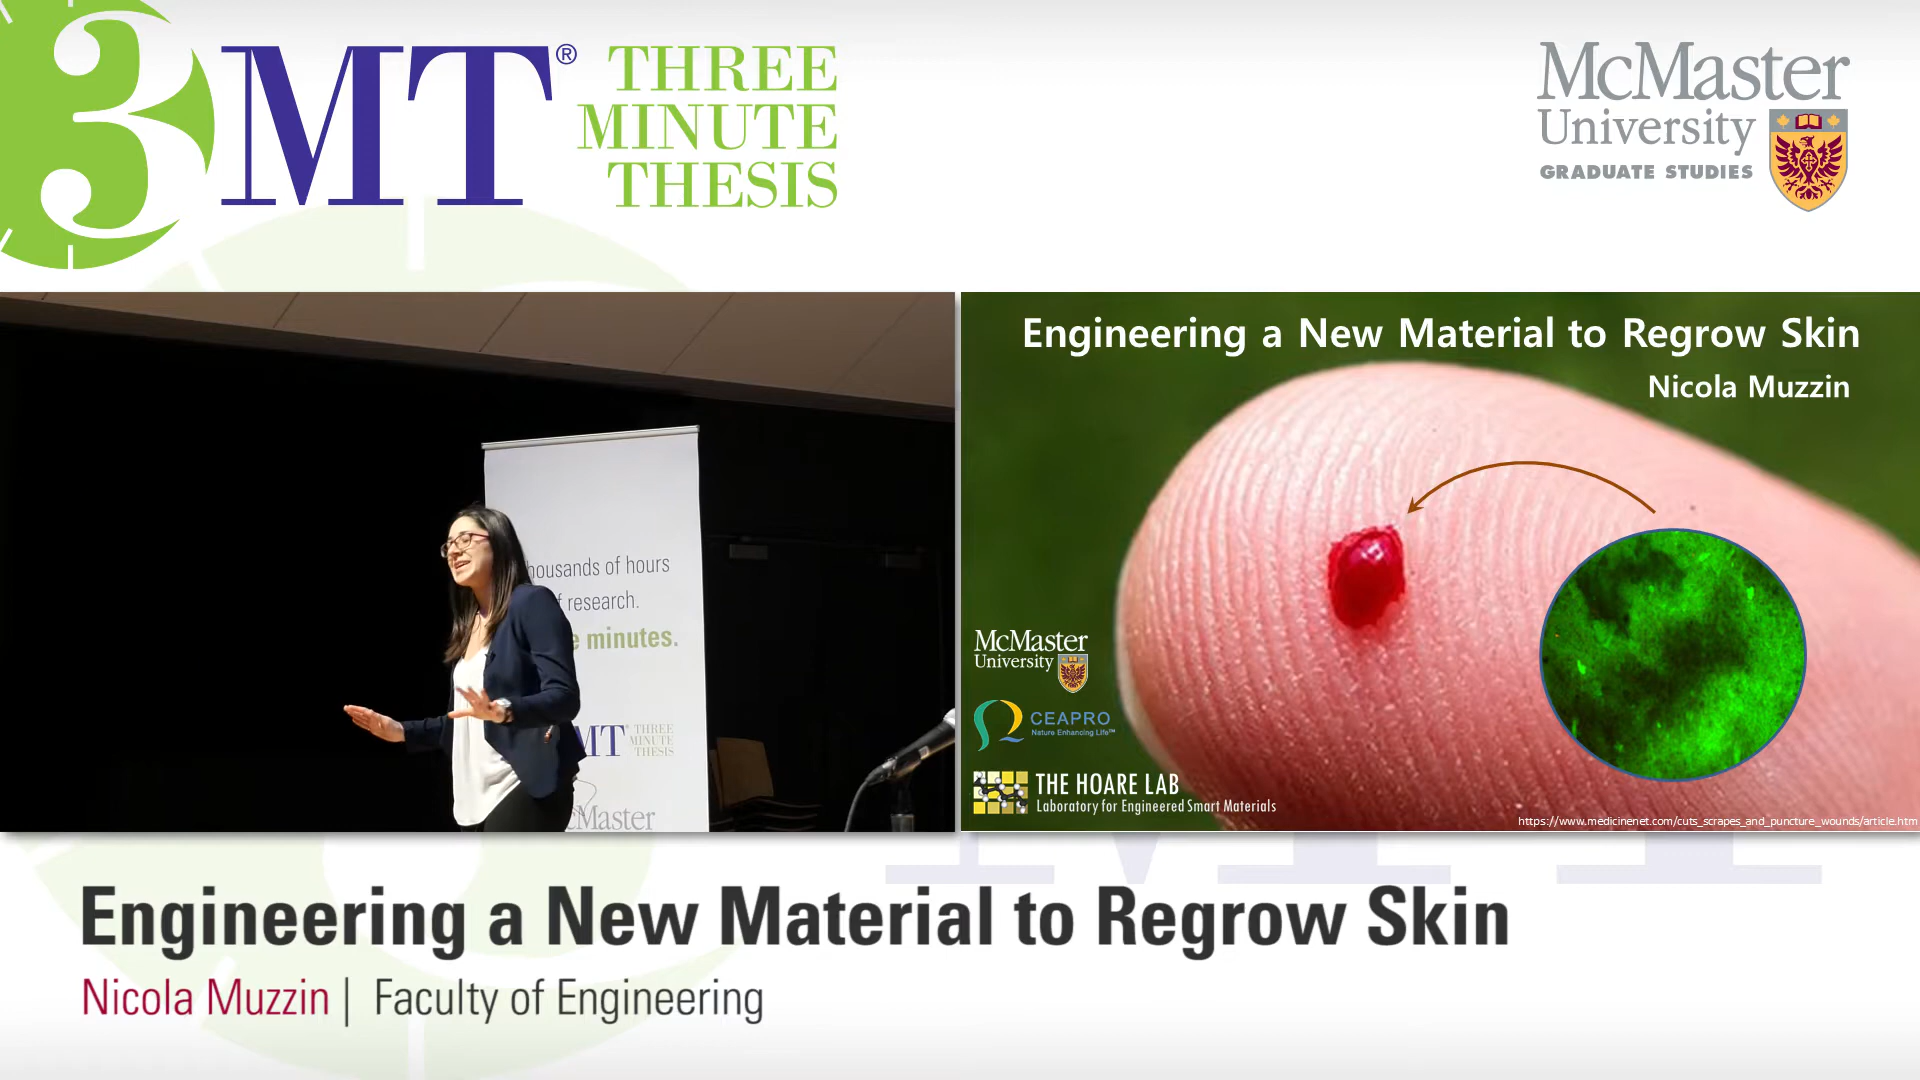 3MT® THREE
MINUTE
THESIS
McMaster
University
GRADUATE STUDIES
housands of hours
f research.
e minutes.
MT® THREE
MINUTE
THESIS
McMaster
Engineering a New Material to Regrow Skin
Nicola Muzzin
McMaster
University
CEAPRO
Nature Enhancing Life™
THE HOARE LAB
Laboratory for Engineered Smart Materials
https://www.medicinenet.com/cuts_scrapes_and_puncture_wounds/article.htm
Engineering a New Material to Regrow Skin
Nicola Muzzin | Faculty of Engineering